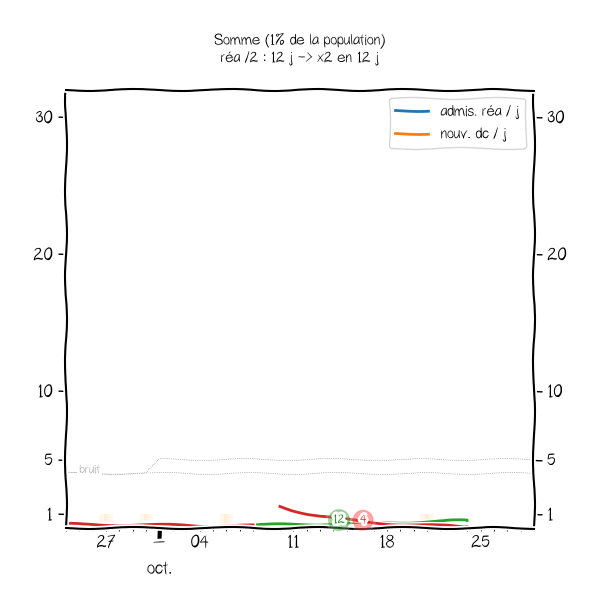 Somme (1% de la population)
réa /2 : 12 j -> x2 en 12 j
admis. réa / j
nouv. dc / j
30
30
20
20
10
10
5
5
bruit
1
1
12
4
27
04
11
18
25
oct.